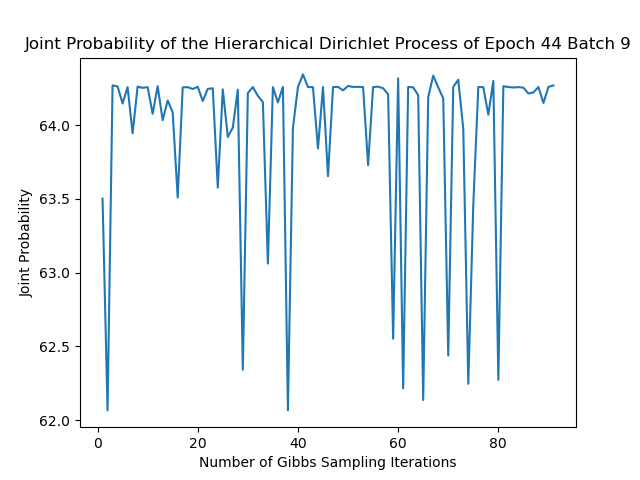 Joint Probability of the Hierarchical Dirichlet Process of Epoch 44 Batch 9
Joint Probability
64.0
63.5
63.0
62.5
62.0
0 20 40 60 80
Number of Gibbs Sampling Iterations